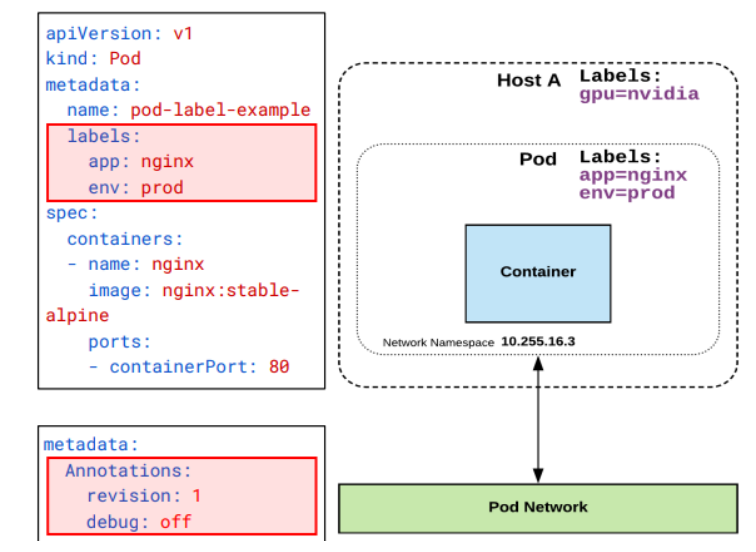 apiVersion: v1
kind: Pod
metadata:
  name: pod-label-example
  labels:
    app: nginx
    env: prod
spec:
  containers:
  - name: nginx
    image: nginx:stable-
alpine
    ports:
    - containerPort: 80
metadata:
  Annotations:
    revision: 1
    debug: off
Host A Labels:
gpu=nvidia
Pod Labels:
app=nginx
env=prod
Container
Network Namespace 10.255.16.3
Pod Network